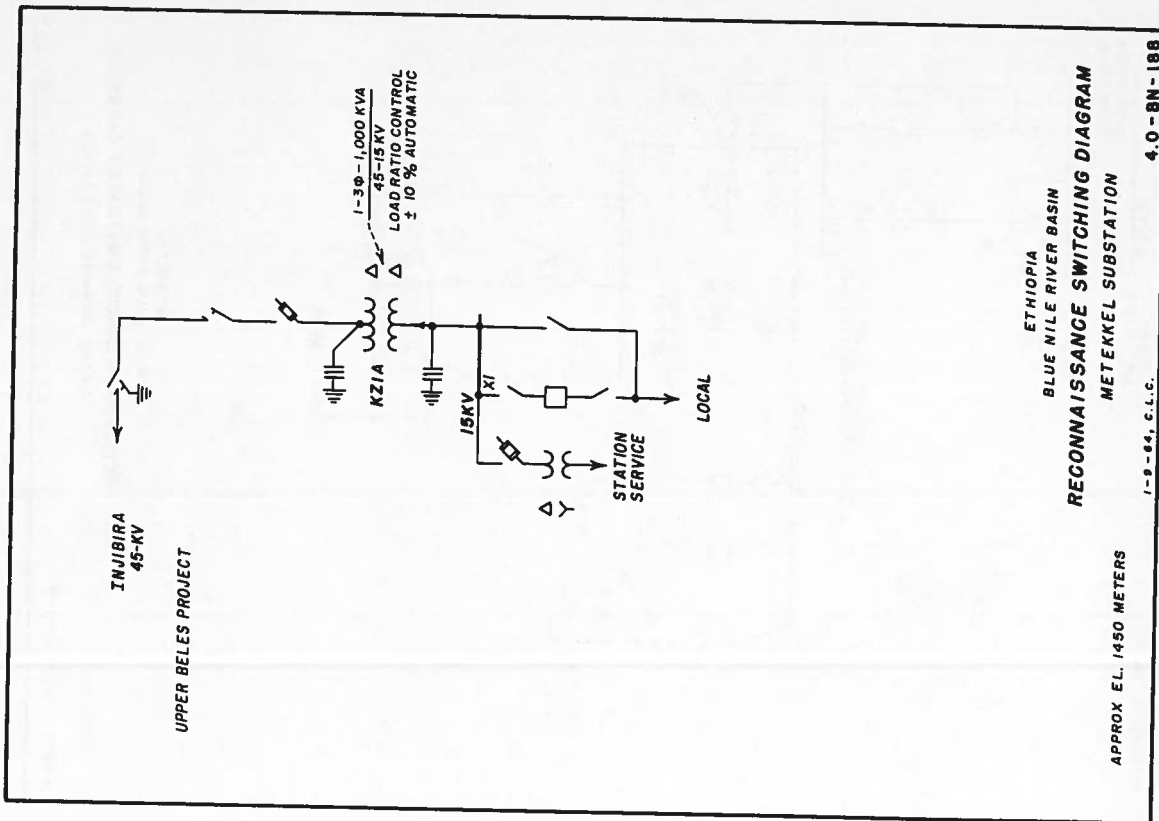 INJIBIRA
45-KV
UPPER BELES PROJECT
1-3Φ-1,000 KVA
45-15 KV
LOAD RATIO CONTROL
± 10 % AUTOMATIC
Δ
Δ
KZ1A
15KV
X1
Δ
Y
STATION
SERVICE
LOCAL
ETHIOPIA
BLUE NILE RIVER BASIN
RECONNAISSANCE SWITCHING DIAGRAM
METEKKEL SUBSTATION
APPROX EL. 1450 METERS
1-9-64, C.L.C.
4.0-BN-188